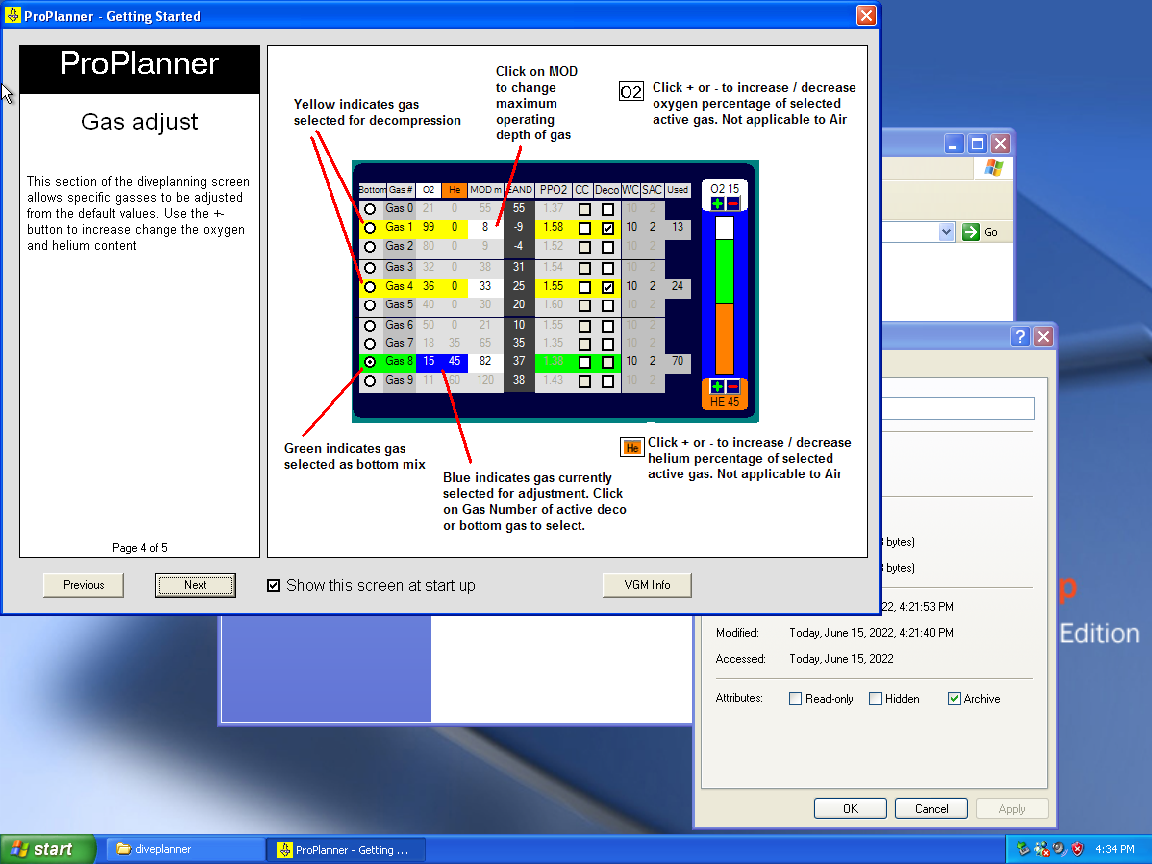 ProPlanner - Getting Started
ProPlanner
Gas adjust
This section of the diveplanning screen
allows specific gasses to be adjusted
from the default values. Use the +-
button to increase change the oxygen
and helium content
Page 4 of 5
Yellow indicates gas
selected for decompression
Click on MOD
to change
maximum
operating
depth of gas
O2
Click + or - to increase / decrease
oxygen percentage of selected
active gas. Not applicable to Air
Bottom Gas # O2 He MOD m EAND PPO2 CC Deco WC SAC Used
Gas 0 21 0 55 55 1.37 10 2
Gas 1 99 0 8 -9 1.58 10 2 13
Gas 2 80 0 9 -4 1.52 10 2
Gas 3 32 0 38 31 1.54 10 2
Gas 4 36 0 33 25 1.55 10 2 24
Gas 5 40 0 30 20 1.60 10 2
Gas 6 50 0 21 10 1.55 10 2
Gas 7 18 35 65 35 1.35 10 2
Gas 8 15 45 82 37 1.38 10 2 70
Gas 9 11 60 120 38 1.43 10 2
O2 15
+ -
+ -
HE 45
Green indicates gas
selected as bottom mix
Blue indicates gas currently
selected for adjustment. Click
on Gas Number of active deco
or bottom gas to select.
He
Click + or - to increase / decrease
helium percentage of selected
active gas. Not applicable to Air
Previous
Next
Show this screen at start up
VGM Info
Go
?
bytes)
bytes)
22, 4:21:53 PM
Modified: Today, June 15, 2022, 4:21:40 PM
Accessed: Today, June 15, 2022
Attributes: Read-only Hidden Archive
OK Cancel Apply
p
Edition
start
diveplanner
ProPlanner - Getting ...
4:34 PM